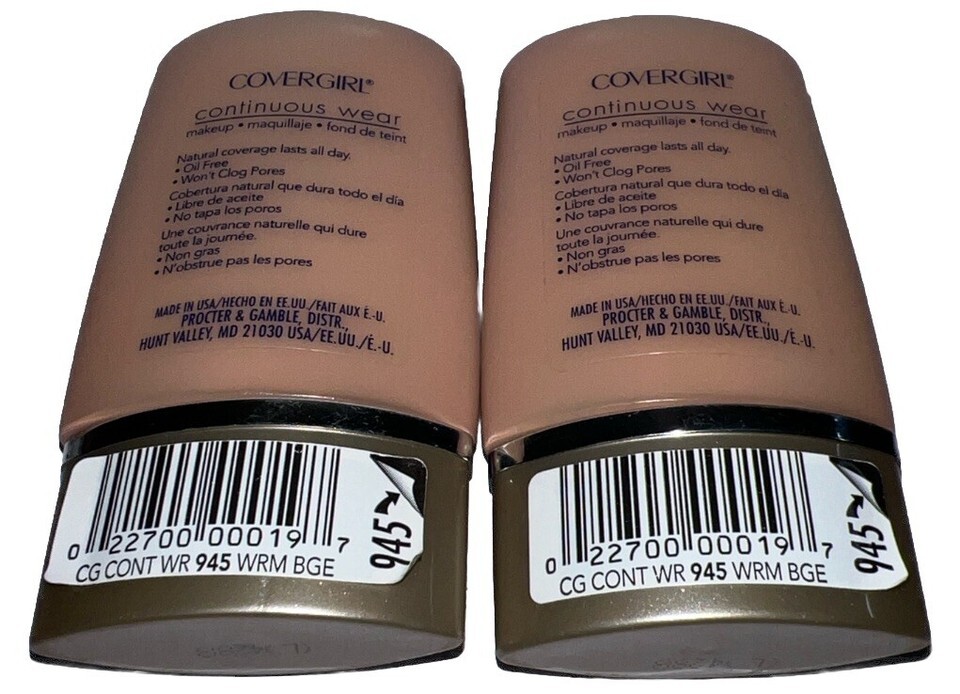 COVERGIRL®
continuous wear
makeup • maquillaje • fond de teint
Natural coverage lasts all day.
• Oil Free
• Won't Clog Pores
Cobertura natural que dura todo el día
• Libre de aceite
• No tapa los poros
Une couvrance naturelle qui dure
toute la journée.
• Non gras
• N'obstrue pas les pores
MADE IN USA/HECHO EN EE.UU./FAIT AUX É.-U.
PROCTER & GAMBLE, DISTR.,
HUNT VALLEY, MD 21030 USA/EE.UU./É.-U.
0 22700 00019 7
CG CONT WR 945 WRM BGE
945
COVERGIRL®
continuous wear
makeup • maquillaje • fond de teint
Natural coverage lasts all day.
• Oil Free
• Won't Clog Pores
Cobertura natural que dura todo el día
• Libre de aceite
• No tapa los poros
Une couvrance naturelle qui dure
toute la journée.
• Non gras
• N'obstrue pas les pores
MADE IN USA/HECHO EN EE.UU./FAIT AUX É.-U.
PROCTER & GAMBLE, DISTR.,
HUNT VALLEY, MD 21030 USA/EE.UU./É.-U.
0 22700 00019 7
CG CONT WR 945 WRM BGE
945